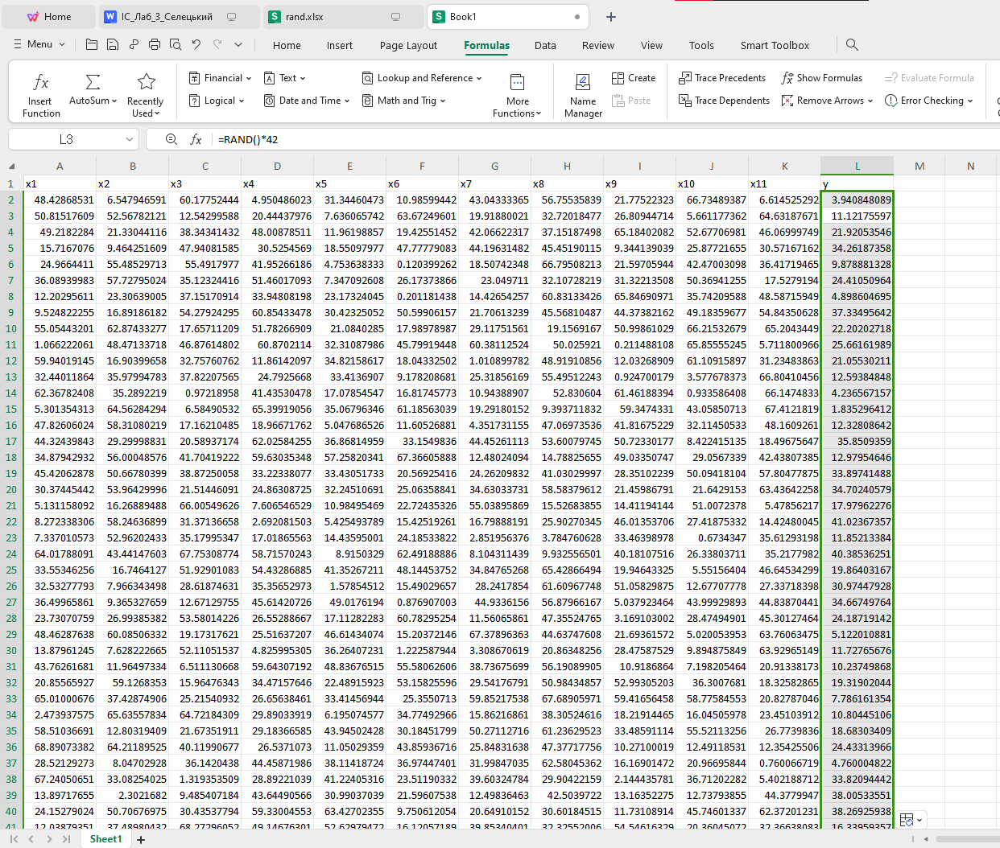 Home IC_Лаб_3_Селецький rand.xlsx Book1
Menu Home Insert Page Layout Formulas Data Review View Tools Smart Toolbox
Insert Function AutoSum Recently Used Financial Text Lookup and Reference More Functions Name Manager Create Trace Precedents Show Formulas Evaluate Formula
Logical Date and Time Math and Trig Paste Trace Dependents Remove Arrows Error Checking
L3 fx =RAND()*42
A B C D E F G H I J K L M N
1 x1 x2 x3 x4 x5 x6 x7 x8 x9 x10 x11 y
2 48.42868531 6.547946591 60.17752444 4.950486023 31.34460473 10.98599442 43.04333365 56.75535839 21.77522323 66.73489387 6.614525292 3.940848089
3 50.81517609 52.56782121 12.54299588 20.44437976 7.636065742 63.67249601 19.91880021 32.72018477 26.80944714 5.661177362 64.63187671 11.12175597
4 49.2182284 21.33044116 38.34341432 48.00878511 11.96198857 19.42551452 42.06622317 37.15187498 65.18402082 52.67706981 46.06999749 21.92053546
5 15.7167076 9.464251609 47.94081585 30.5254569 18.55097977 47.77779083 44.19631482 45.45190115 9.344139039 25.87721655 30.57167162 34.26187358
6 24.9664411 55.48529713 55.4917977 41.95266186 4.753638333 0.120399262 18.50742348 66.79508213 21.59705944 42.47003098 36.41719465 9.878881328
7 36.08939983 57.72795024 35.12324416 51.46017093 7.347092608 26.17373866 23.049711 32.10728219 31.32213508 50.36941255 17.5279194 24.41050964
8 12.20295611 23.30639005 37.15170914 33.94808198 23.17324045 0.201181438 14.42654257 60.83133426 65.84690971 35.74209588 48.58715949 4.898604695
9 9.524822255 16.89186182 54.27924295 60.85433478 30.42325052 50.59906157 21.70613239 45.56810487 44.37382162 49.18359677 54.84350628 37.33495642
10 55.05443201 62.87433277 17.65711209 51.78266909 21.0840285 17.98978987 29.11751561 19.1569167 50.99861029 66.21532679 65.2043449 22.20202718
11 1.066222061 48.47133718 46.87614802 60.8702114 32.31087986 45.79919448 60.38112524 50.025921 0.211488108 65.85555245 5.711800966 25.66161989
12 59.94019145 16.90399658 32.75760762 11.86142097 34.82158617 18.04332502 1.010899782 48.91910856 12.03268909 61.10915897 31.23483863 21.05530211
13 32.44011864 35.97994783 37.82207565 24.7925668 33.4136907 9.178208681 25.31856169 55.49512243 0.924700179 3.577678373 66.80410456 12.59384848
14 62.36782408 35.2892219 0.97218958 41.43530478 17.07854547 16.81745773 10.94388907 52.830604 61.46188394 0.933586408 66.1474833 4.236567157
15 5.301354313 64.56284294 6.58490532 65.39919056 35.06796346 61.18563039 19.29180152 9.393711832 59.3474331 43.05850713 67.4121819 1.835296412
16 47.82606024 58.31080219 17.16210485 18.96671762 5.047686526 11.60526881 4.351731155 47.06973536 41.81675229 32.11450533 48.1609261 12.32808642
17 44.32439843 29.29998831 20.58937174 62.02584255 36.86814959 33.1549836 44.45261113 53.60079745 50.72330177 8.422415135 18.49675647 35.8509359
18 34.87942932 56.00048576 41.70419222 59.63035348 57.25820341 67.36605888 12.48024094 14.78825655 49.03350747 29.0567339 42.43807385 12.97954646
19 45.42062878 50.66780399 38.87250058 33.22338077 33.43051733 20.56925416 24.26209832 41.03029997 28.35102239 50.09418104 57.80477875 33.89741488
20 30.37445442 53.96429996 21.51446091 24.86308725 32.24510691 25.06358841 34.63033731 58.58379612 21.45986791 21.6429153 63.43642258 34.70240579
21 5.131158092 16.26889488 66.00549626 7.606546529 10.98495469 22.72435326 55.03895869 15.52683855 14.41194144 51.0072378 5.47856217 17.97962276
22 8.272338306 58.24636899 31.37136658 2.692081503 5.425493789 15.42519261 16.79888191 25.90270345 46.01353706 27.41875332 14.42480045 41.02367357
23 7.337010573 52.96202433 35.17995347 17.01865563 14.43595001 24.18533822 2.851956376 3.784760628 33.46398978 0.6734347 35.61293198 11.85213384
24 64.01788091 43.44147603 67.75308774 58.71570243 8.9150329 62.49188886 8.104311439 9.932556501 40.18107516 26.33803711 35.2177982 40.38536251
25 33.55346256 16.7464127 51.92901083 54.43286885 41.35267211 48.14453752 34.84765268 65.42866494 19.94643325 5.55156404 46.64534299 19.86403167
26 32.53277793 7.966343498 28.61874631 35.35652973 1.57854512 15.49029657 28.2417854 61.60967748 51.05829875 12.67707778 27.33718398 30.97447928
27 36.49965861 9.365327659 12.67129755 45.61420726 49.0176194 0.876907003 44.9336156 56.87966167 5.037923464 43.99929893 44.83870441 34.66749764
28 23.73070759 26.99385382 53.58014226 26.55288667 17.11282283 60.78295254 11.56065861 47.35524765 3.169103002 28.47494901 45.30127464 24.18719142
29 48.46287638 60.08506332 19.17317621 25.51637207 46.61434074 15.20372146 67.37896363 44.63747608 21.69361572 5.020053953 63.76063475 5.122010881
30 13.87961245 7.628222665 52.11051537 4.825995305 36.26407231 1.222587944 3.308670619 20.86348256 28.47587529 9.894875849 63.92965149 11.72765676
31 43.76261681 11.96497334 6.511130668 59.64307192 48.83676515 55.58062606 38.73675699 56.19089905 10.9186864 7.198205464 20.91338173 10.23749868
32 20.85565927 59.1268353 15.96476343 34.47157646 22.48915923 53.15825596 29.54176791 50.98434857 52.99305203 36.3007681 18.32582865 19.31902044
33 65.01000676 37.42874906 25.21540932 26.65638461 33.41456944 25.3550713 59.85217538 67.68905971 59.41656458 58.77584553 20.82787046 7.786161354
34 2.473937575 65.63557834 64.72184309 29.89033919 6.195074577 34.77492966 15.86216861 38.30524616 18.21914465 16.04505978 23.45103912 10.80445106
35 58.51036691 12.80319409 21.67351911 29.18366585 43.94502428 30.18451799 50.27112716 61.23629523 33.48591114 55.52113256 26.7739836 18.68303409
36 68.89073382 64.21189525 40.11990677 26.5371073 11.05029359 43.85936716 25.84831638 47.37717756 10.27100019 12.49118531 12.35425506 24.43313966
37 28.52129273 8.04702928 36.1420438 44.45871986 38.11418724 36.97447401 31.99847035 62.58045362 16.16901472 20.96695844 0.760066719 4.760004822
38 67.24050651 33.08254025 1.319353509 28.89221039 41.22405316 23.51190332 39.60324784 29.90422159 2.144435781 36.71202282 5.402188712 33.82094442
39 13.89717655 2.3021682 9.485407184 43.64490566 30.99037039 21.59607538 12.49836463 42.5039722 13.16352275 12.73793855 44.3779947 38.00533551
40 24.15279024 50.70676975 30.43537794 59.33004553 63.42702355 9.750612054 20.64910152 30.60184515 11.73108914 45.74601337 62.37201231 38.26925938
41 12.03879351 37.48980432 68.27296052 49.14676301 52.62979472 16.12057189 39.85340401 32.32552006 54.54616329 20.36045072 32.36638083 16.33959357
Sheet1